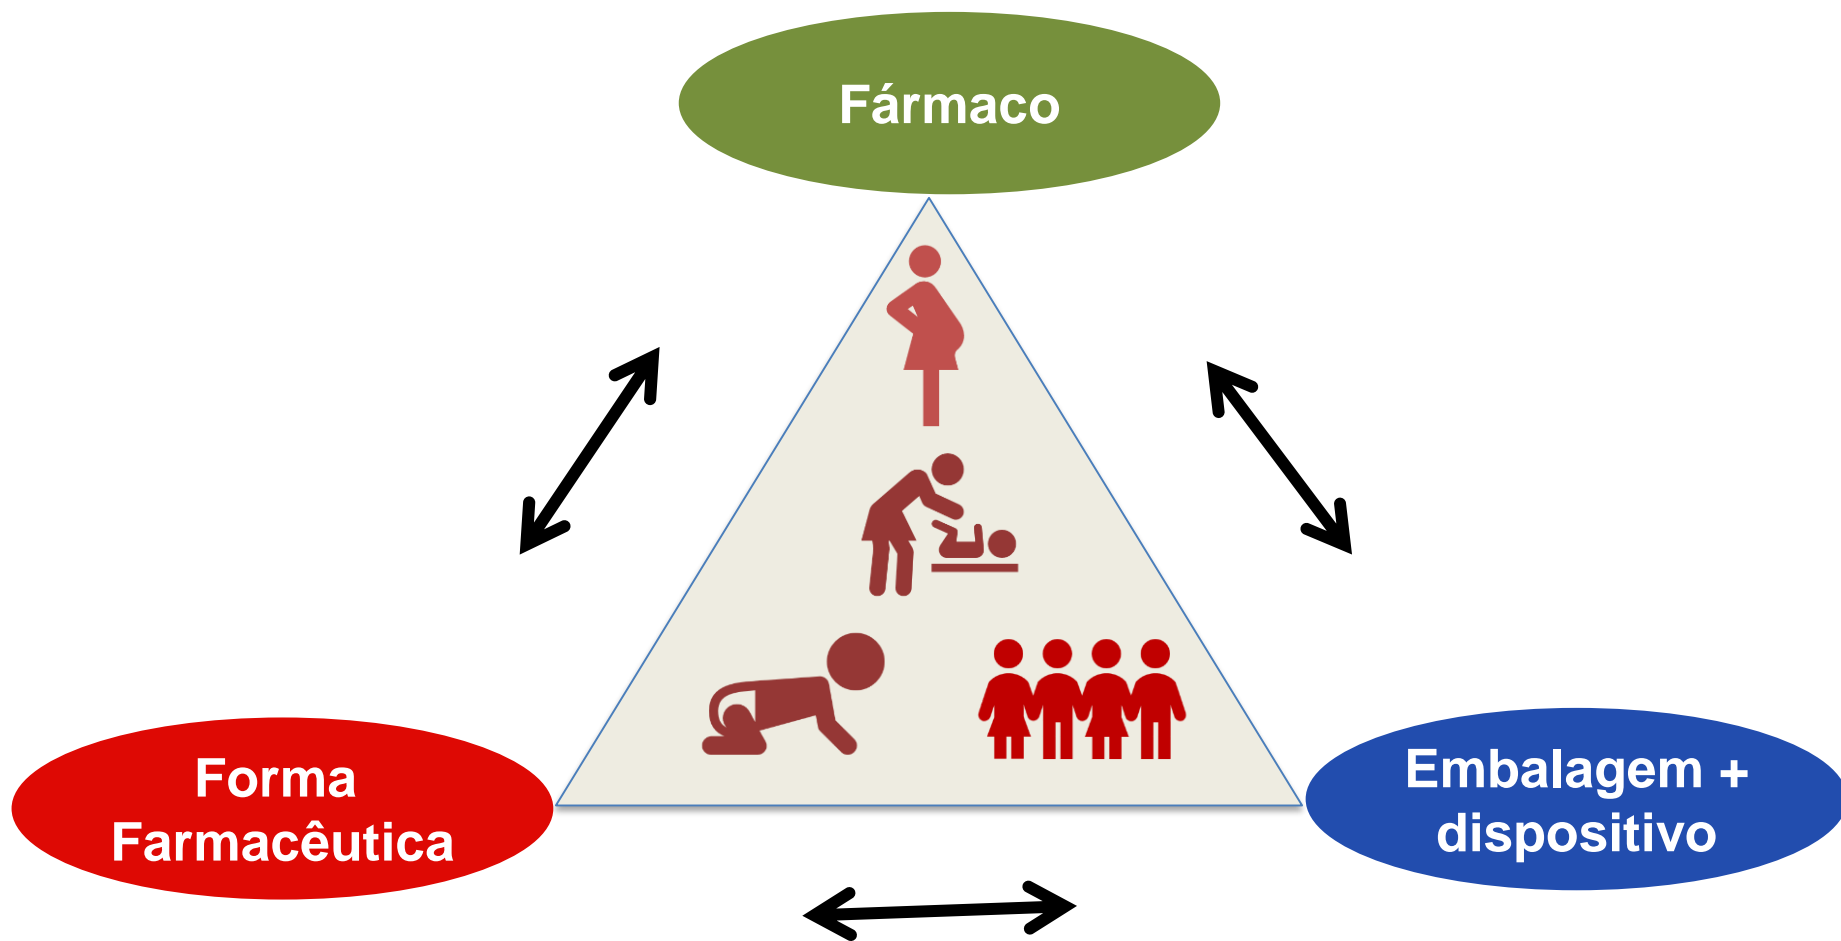 Fármaco
Forma
Farmacêutica
Embalagem +
dispositivo